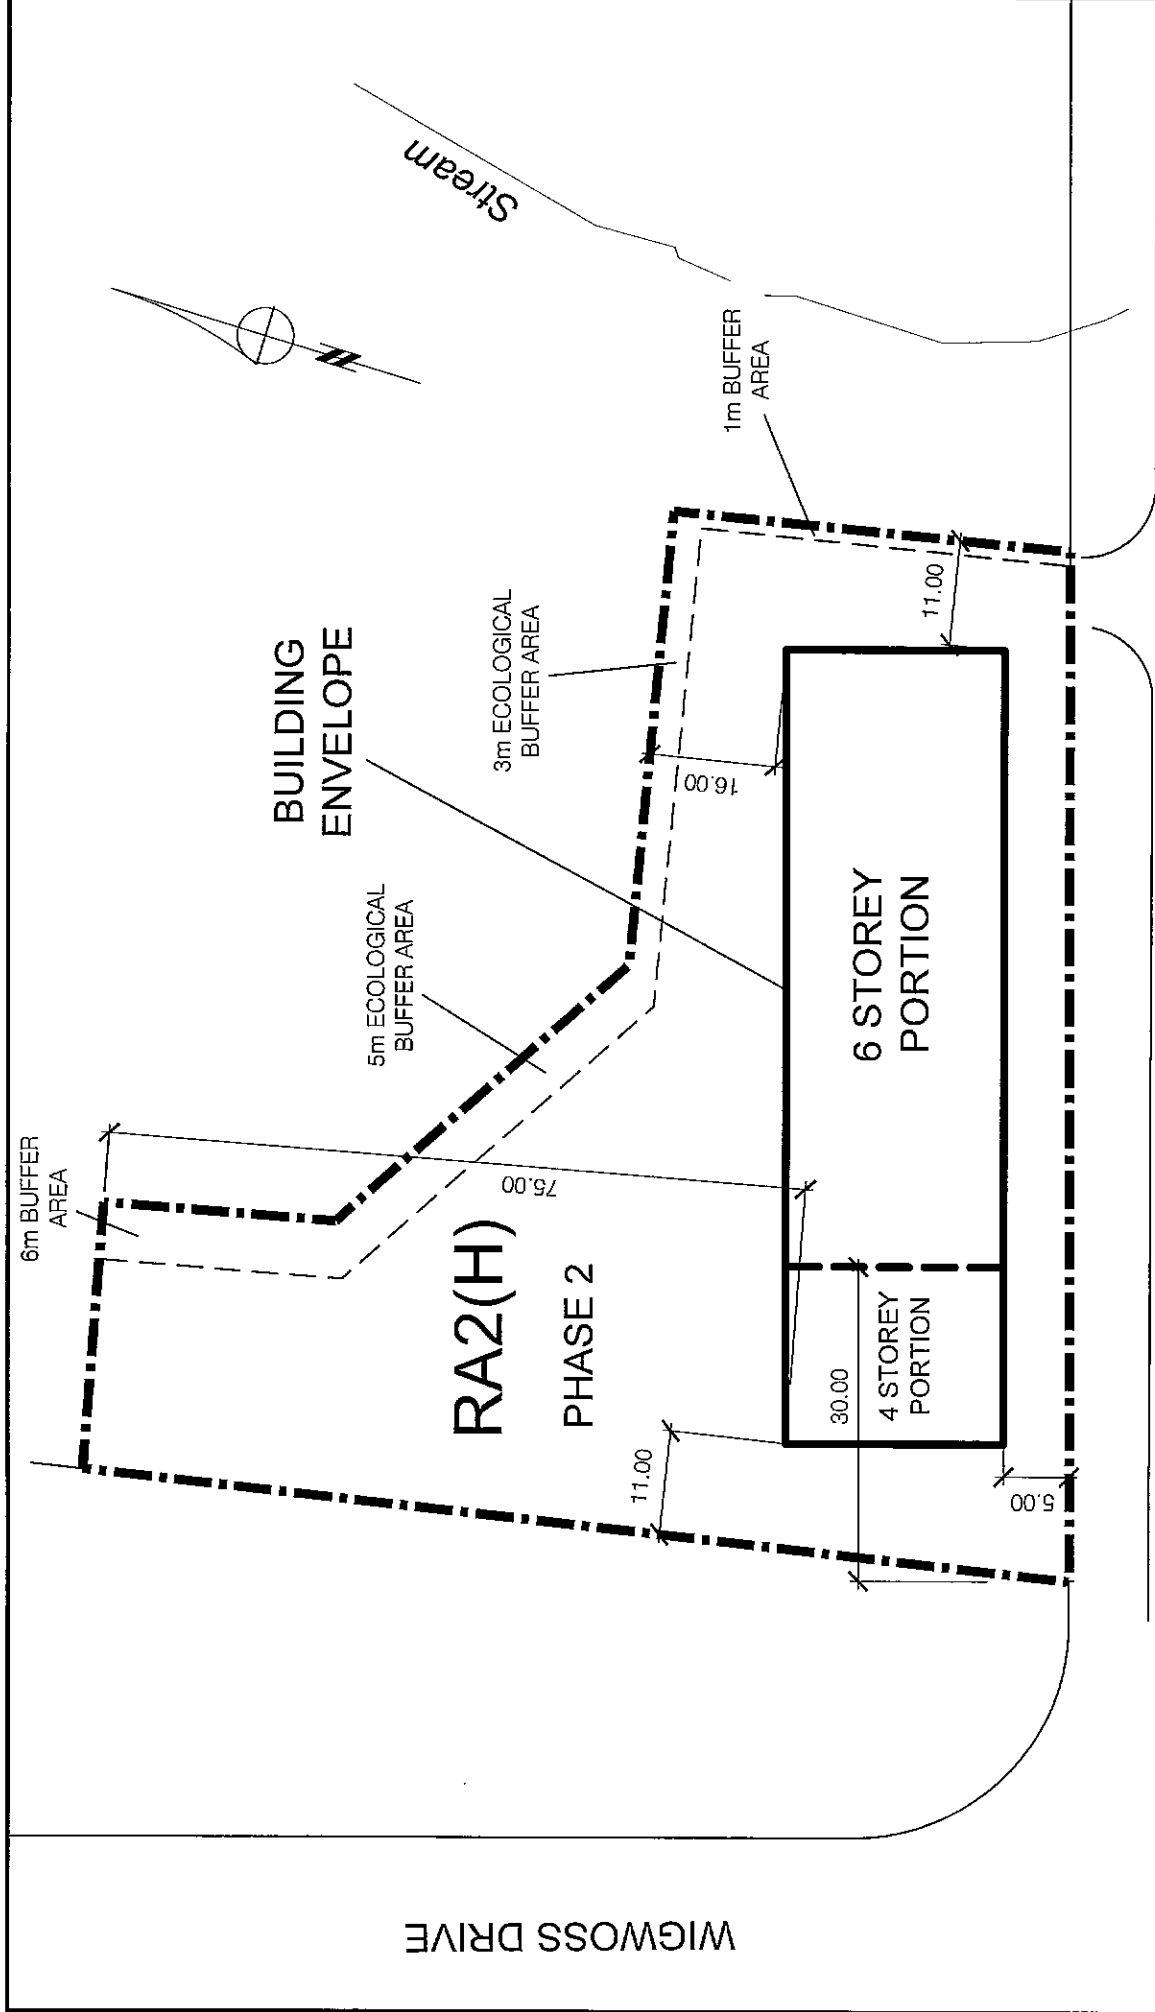 WIGWOSS DRIVE
6m BUFFER
AREA
5m ECOLOGICAL
BUFFER AREA
BUILDING
ENVELOPE
3m ECOLOGICAL
BUFFER AREA
1m BUFFER
AREA
Stream
N
RA2(H)
PHASE 2
75.00
16.00
11.00
11.00
30.00
5.00
4 STOREY
PORTION
6 STOREY
PORTION